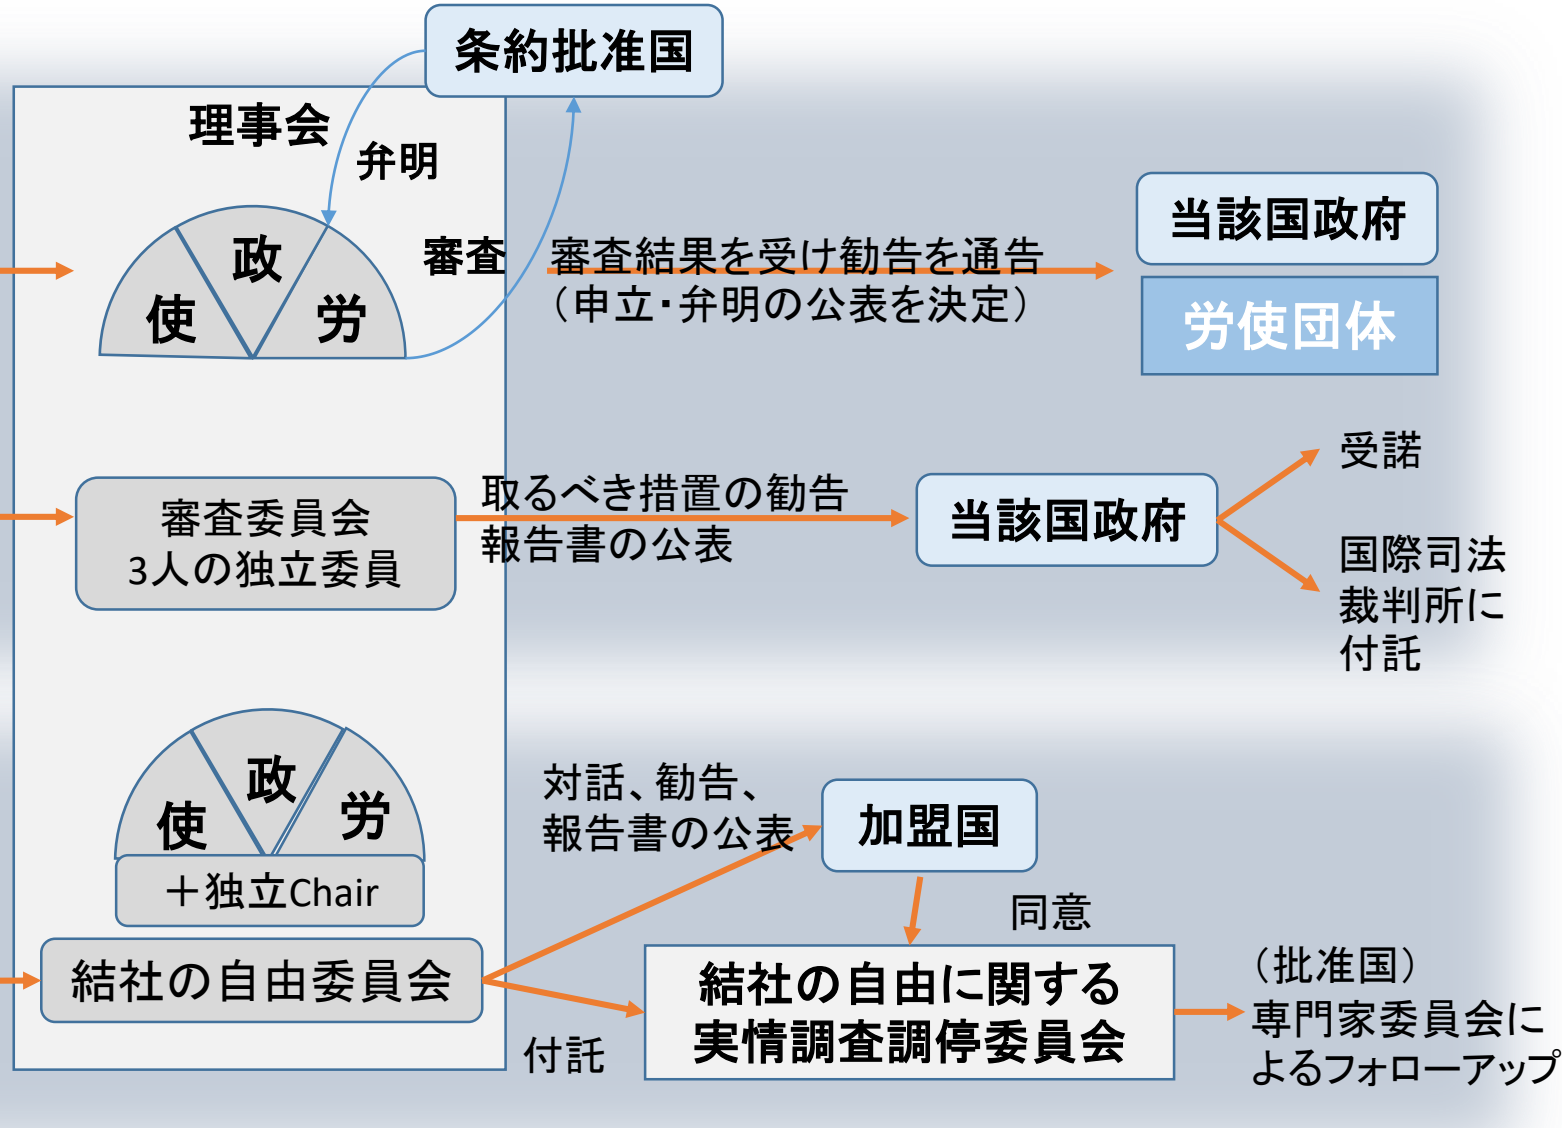 条約批准国
理事会
弁明
政
使
労
審査
審査結果を受け勧告を通告
（申立・弁明の公表を決定）
当該国政府
労使団体
審査委員会
3人の独立委員
取るべき措置の勧告
報告書の公表
当該国政府
受諾
国際司法
裁判所に
付託
政
使
労
＋独立Chair
結社の自由委員会
対話、勧告、
報告書の公表
加盟国
同意
付託
結社の自由に関する
実情調査調停委員会
（批准国）
専門家委員会に
よるフォローアップ